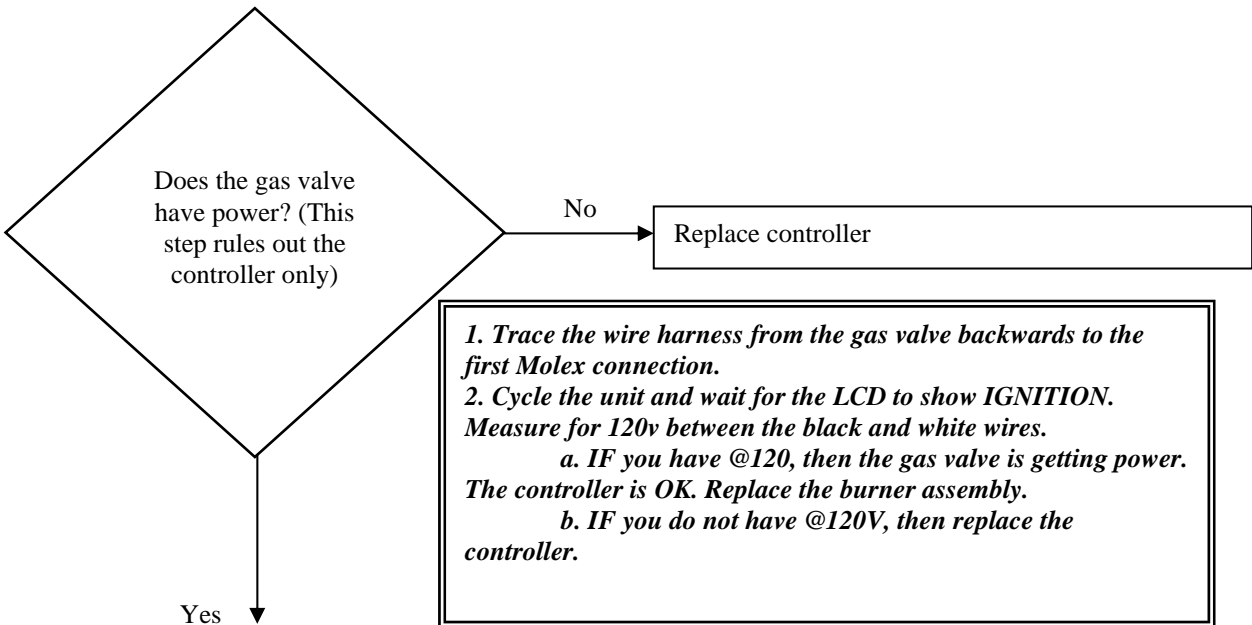 Does the gas valve
have power? (This
step rules out the
controller only)
No
Replace controller
1. Trace the wire harness from the gas valve backwards to the
first Molex connection.
2. Cycle the unit and wait for the LCD to show IGNITION.
Measure for 120v between the black and white wires.
a. IF you have @120, then the gas valve is getting power.
The controller is OK. Replace the burner assembly.
b. IF you do not have @120V, then replace the
controller.
Yes